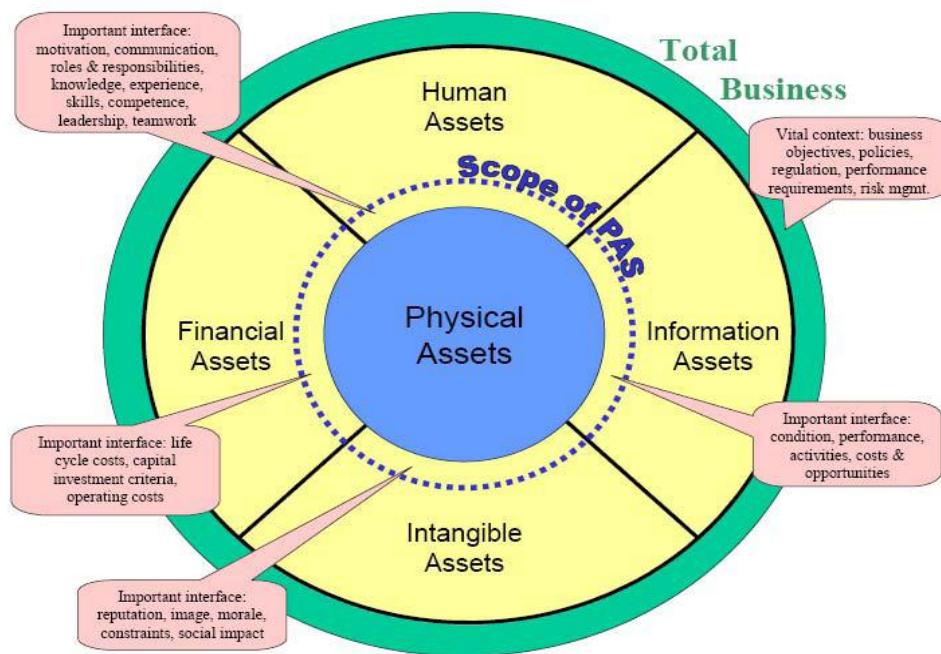 Important interface:
motivation, communication,
roles & responsibilities,
knowledge, experience,
skills, competence,
leadership, teamwork
Total
Business
Human
Assets
Vital context: business
objectives, policies,
regulation, performance
requirements, risk mgmt.
Scope of PAS
Financial
Assets
Physical
Assets
Information
Assets
Important interface: life
cycle costs, capital
investment criteria,
operating costs
Important interface:
condition, performance,
activities, costs &
opportunities
Intangible
Assets
Important interface:
reputation, image, morale,
constraints, social impact